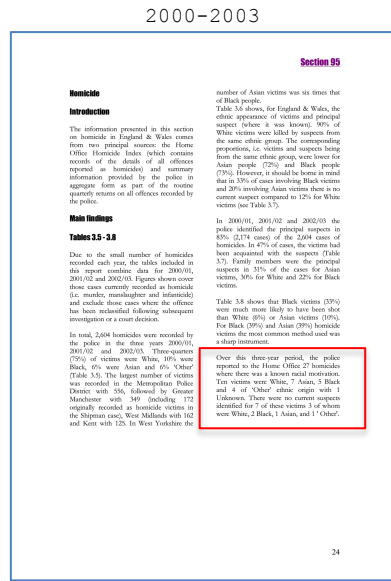 2000-2003
Section 95
Homicide
Introduction
The information presented in this section
on homicide in England & Wales comes
from two principal sources: the Home
Office Homicide Index (which contains
records of the details of all offences
reported as homicides) and summary
information provided by the police in
aggregate form as part of the routine
quarterly returns on all offences recorded by
the police.
Main findings
Tables 3.5 - 3.8
Due to the small number of homicides
recorded each year, the tables included in
this report combine data for 2000/01,
2001/02 and 2002/03. Figures shown cover
those cases currently recorded as homicide
(i.e. murder, manslaughter and infanticide)
and exclude those cases where the offence
has been reclassified following subsequent
investigation or a court decision.
In total, 2,604 homicides were recorded by
the police in the three years 2000/01,
2001/02 and 2002/03. Three-quarters
(75%) of victims were White, 10% were
Black, 6% were Asian and 6% 'Other'
(Table 3.5). The largest number of victims
was recorded in the Metropolitan Police
District with 556, followed by Greater
Manchester with 349 (including 172
originally recorded as homicide victims in
the Shipman case), West Midlands with 162
and Kent with 125. In West Yorkshire the
number of Asian victims was six times that
of Black people.
Table 3.6 shows, for England & Wales, the
ethnic appearance of victims and principal
suspect (where it was known). 90% of
White victims were killed by suspects from
the same ethnic group. The corresponding
proportions, i.e. victims and suspects being
from the same ethnic group, were lower for
Asian people (72%) and Black people
(73%). However, it should be borne in mind
that in 33% of cases involving Black victims
and 20% involving Asian victims there is no
current suspect compared to 12% for White
victims (see Table 3.7).
In 2000/01, 2001/02 and 2002/03 the
police identified the principal suspects in
83% (2,174 cases) of the 2,604 cases of
homicides. In 47% of cases, the victims had
been acquainted with the suspects (Table
3.7). Family members were the principal
suspects in 31% of the cases for Asian
victims, 30% for White and 22% for Black
victims.
Table 3.8 shows that Black victims (33%)
were much more likely to have been shot
than White (6%) or Asian victims (10%).
For Black (39%) and Asian (39%) homicide
victims the most common method used was
a sharp instrument.
Over this three-year period, the police
reported to the Home Office 27 homicides
where there was a known racial motivation.
Ten victims were White, 7 Asian, 5 Black
and 4 of 'Other' ethnic origin with 1
Unknown. There were no current suspects
identified for 7 of these victims 3 of whom
were White, 2 Black, 1 Asian, and 1 ' Other'.
24